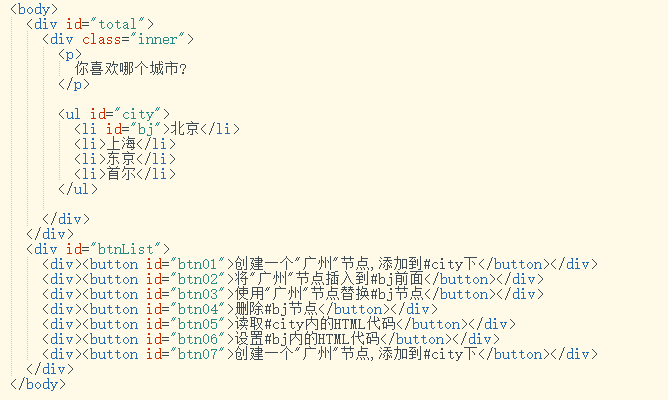 <body>
<div id="total">
<div class="inner">
<p>
你喜欢哪个城市?
</p>
<ul id="city">
<li id="bj">北京</li>
<li>上海</li>
<li>东京</li>
<li>首尔</li>
</ul>
</div>
</div>
<div id="btnList">
<div><button id="btn01">创建一个"广州"节点,添加到#city下</button></div>
<div><button id="btn02">将"广州"节点插入到#bj前面</button></div>
<div><button id="btn03">使用"广州"节点替换#bj节点</button></div>
<div><button id="btn04">删除#bj节点</button></div>
<div><button id="btn05">读取#city内的HTML代码</button></div>
<div><button id="btn06">设置#bj内的HTML代码</button></div>
<div><button id="btn07">创建一个"广州"节点,添加到#city下</button></div>
</div>
</body>